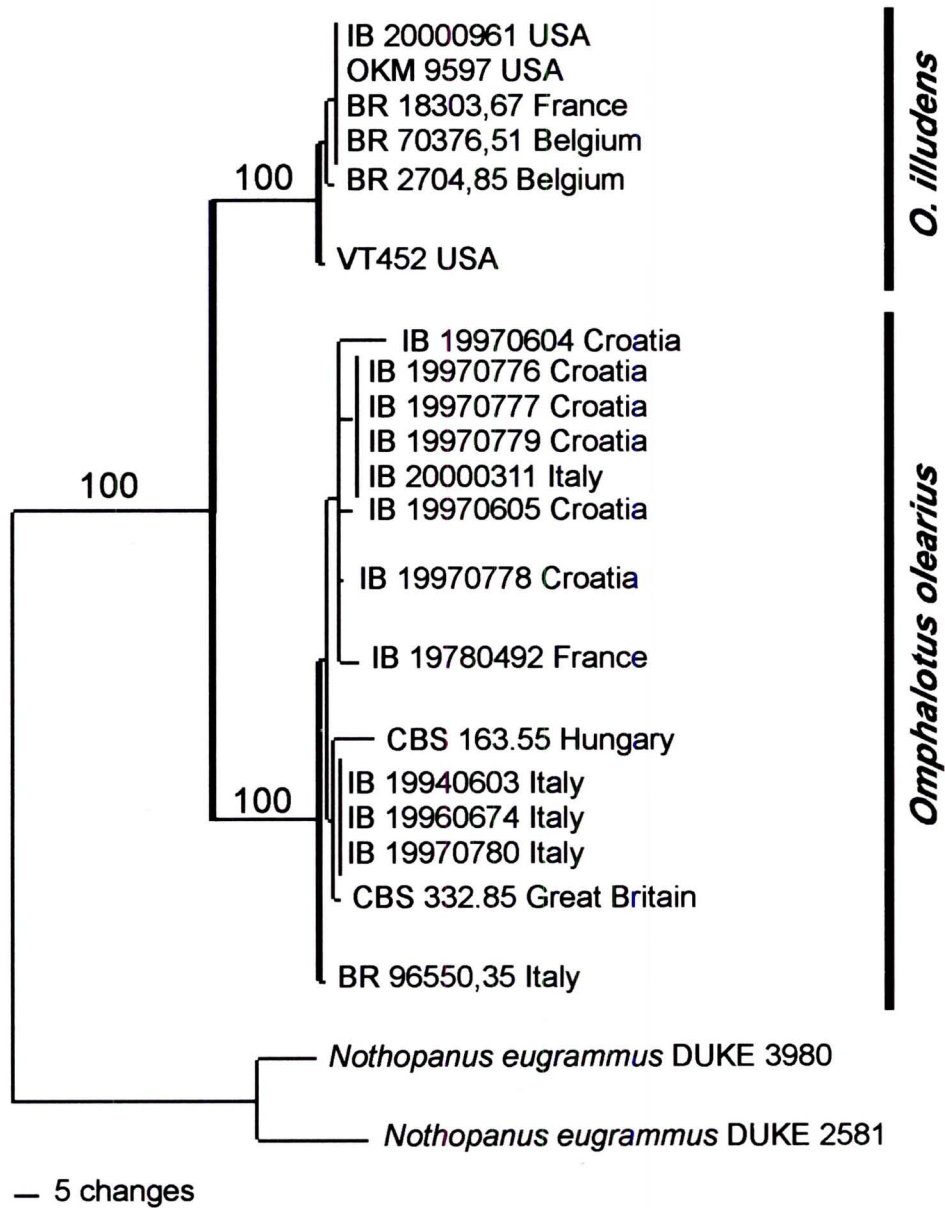 IB 20000961 USA
OKM 9597 USA
BR 18303,67 France
BR 70376,51 Belgium
100
BR 2704,85 Belgium
VT452 USA
O. illudens
IB 19970604 Croatia
IB 19970776 Croatia
IB 19970777 Croatia
IB 19970779 Croatia
IB 20000311 Italy
100
IB 19970605 Croatia
IB 19970778 Croatia
IB 19780492 France
CBS 163.55 Hungary
IB 19940603 Italy
100
IB 19960674 Italy
IB 19970780 Italy
CBS 332.85 Great Britain
BR 96550,35 Italy
Omphalotus olearius
Nothopanus eugrammus DUKE 3980
Nothopanus eugrammus DUKE 2581
5 changes